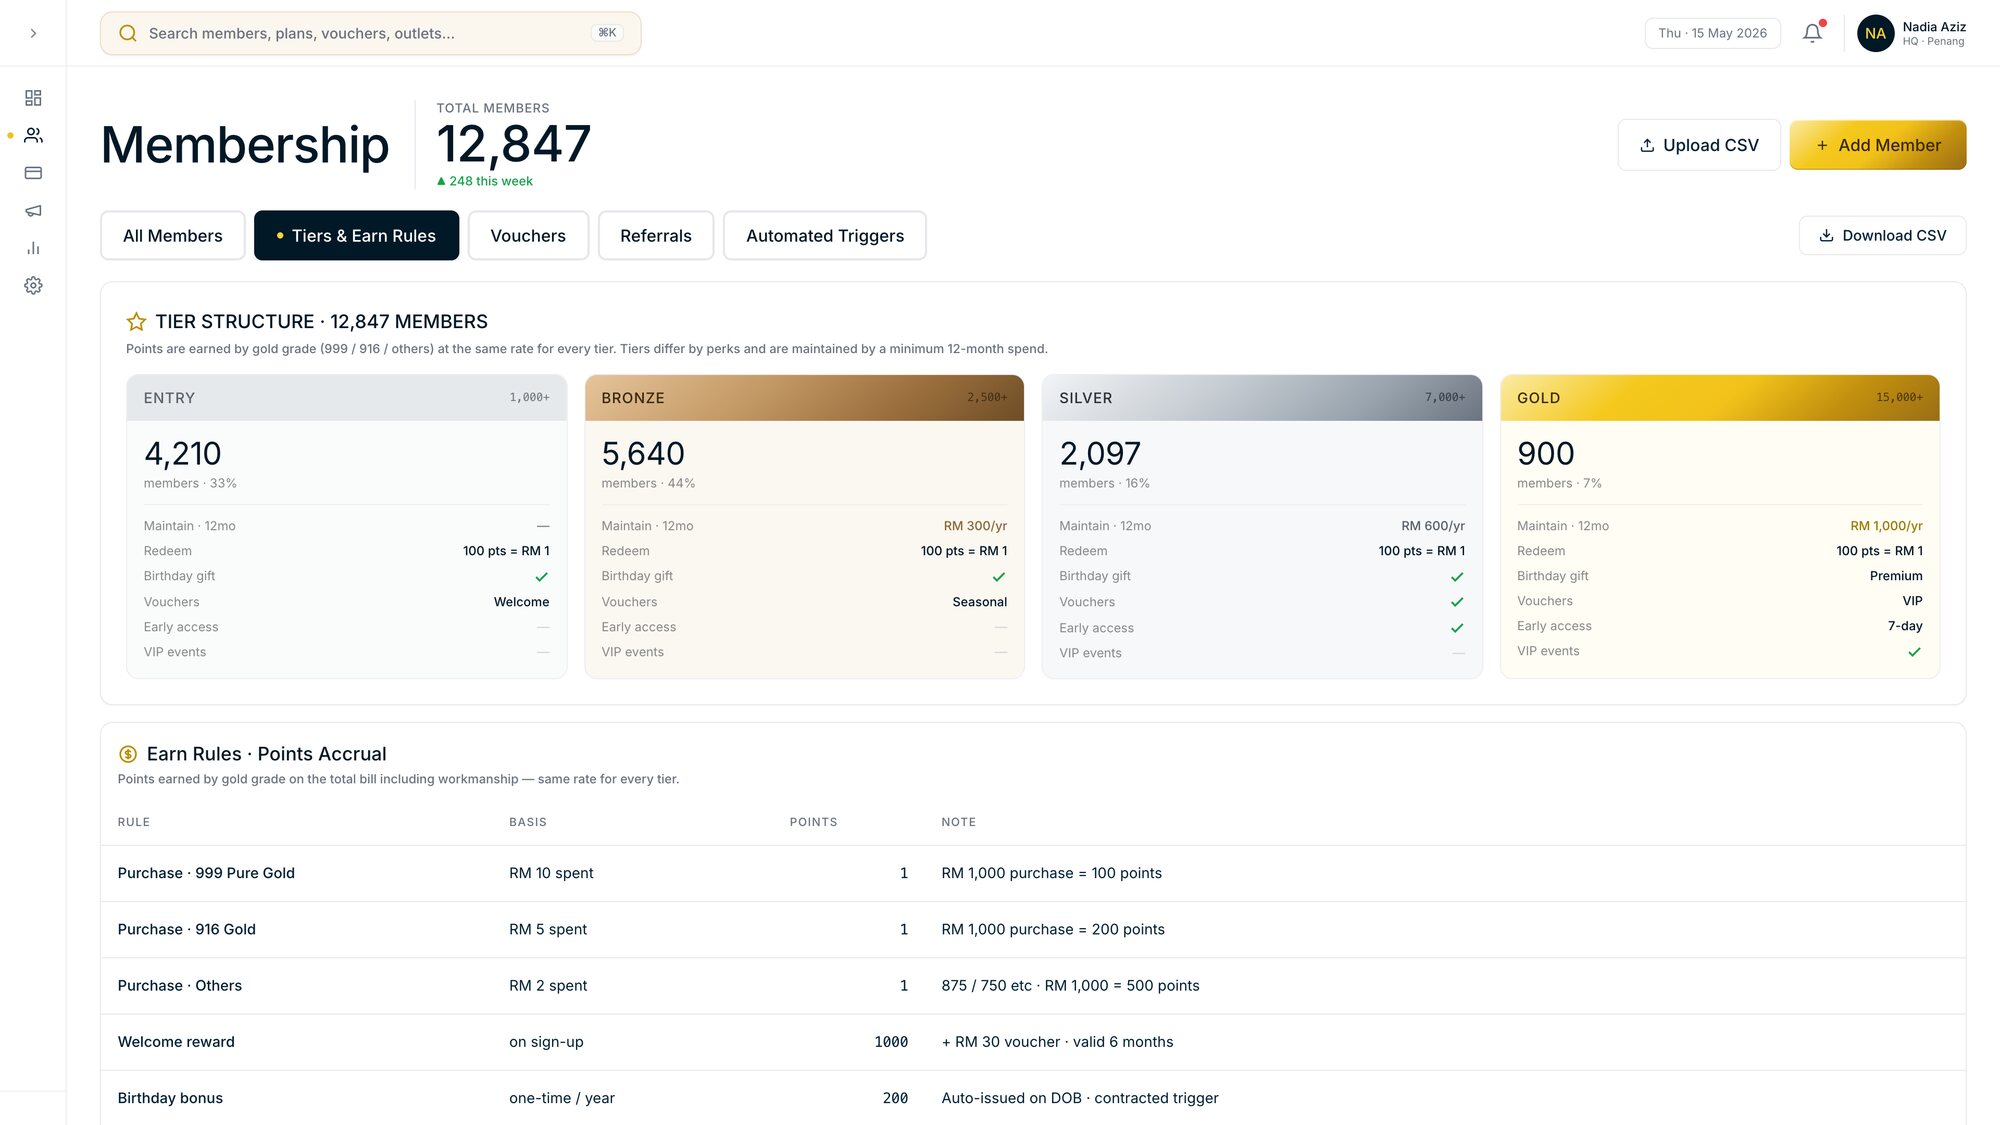 Search members, plans, vouchers, outlets...
⌘K
Thu · 15 May 2026
NA
Nadia Aziz
HQ · Penang
Membership
TOTAL MEMBERS
12,847
▲ 248 this week
Upload CSV
+ Add Member
All Members
• Tiers & Earn Rules
Vouchers
Referrals
Automated Triggers
Download CSV
TIER STRUCTURE · 12,847 MEMBERS
Points are earned by gold grade (999 / 916 / others) at the same rate for every tier. Tiers differ by perks and are maintained by a minimum 12-month spend.
ENTRY 1,000+
4,210
members · 33%
Maintain · 12mo —
Redeem 100 pts = RM 1
Birthday gift ✓
Vouchers Welcome
Early access —
VIP events —
BRONZE 2,500+
5,640
members · 44%
Maintain · 12mo RM 300/yr
Redeem 100 pts = RM 1
Birthday gift ✓
Vouchers Seasonal
Early access —
VIP events —
SILVER 7,000+
2,097
members · 16%
Maintain · 12mo RM 600/yr
Redeem 100 pts = RM 1
Birthday gift ✓
Vouchers ✓
Early access ✓
VIP events —
GOLD 15,000+
900
members · 7%
Maintain · 12mo RM 1,000/yr
Redeem 100 pts = RM 1
Birthday gift Premium
Vouchers VIP
Early access 7-day
VIP events ✓
Earn Rules · Points Accrual
Points earned by gold grade on the total bill including workmanship — same rate for every tier.
RULE BASIS POINTS NOTE
Purchase · 999 Pure Gold RM 10 spent 1 RM 1,000 purchase = 100 points
Purchase · 916 Gold RM 5 spent 1 RM 1,000 purchase = 200 points
Purchase · Others RM 2 spent 1 875 / 750 etc · RM 1,000 = 500 points
Welcome reward on sign-up 1000 + RM 30 voucher · valid 6 months
Birthday bonus one-time / year 200 Auto-issued on DOB · contracted trigger